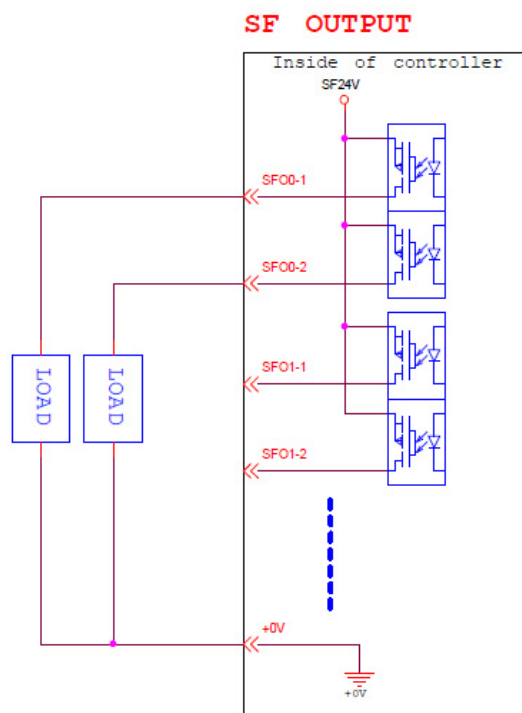 SF OUTPUT
Inside of controller
SF24V
SFO0-1
SFO0-2
LOAD
LOAD
SFO1-1
SFO1-2
+0V
+0V